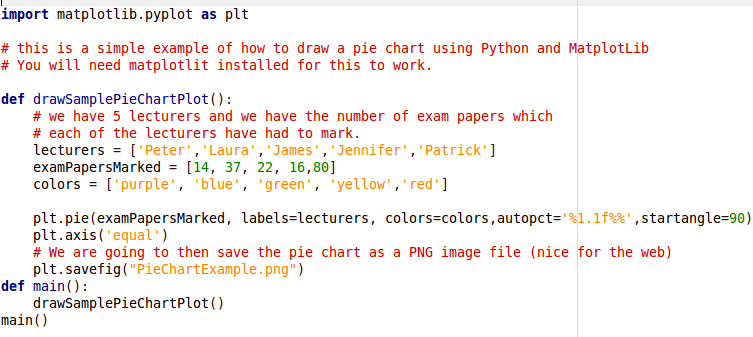 import matplotlib.pyplot as plt

# this is a simple example of how to draw a pie chart using Python and MatplotLib
# You will need matplotlit installed for this to work.

def drawSamplePieChartPlot():
    # we have 5 lecturers and we have the number of exam papers which
    # each of the lecturers have had to mark.
    lecturers = ['Peter','Laura','James','Jennifer','Patrick']
    examPapersMarked = [14, 37, 22, 16,80]
    colors = ['purple', 'blue', 'green', 'yellow','red']

    plt.pie(examPapersMarked, labels=lecturers, colors=colors,autopct='%1.1f%%',startangle=90)
    plt.axis('equal')
    # We are going to then save the pie chart as a PNG image file (nice for the web)
    plt.savefig("PieChartExample.png")
def main():
    drawSamplePieChartPlot()
main()